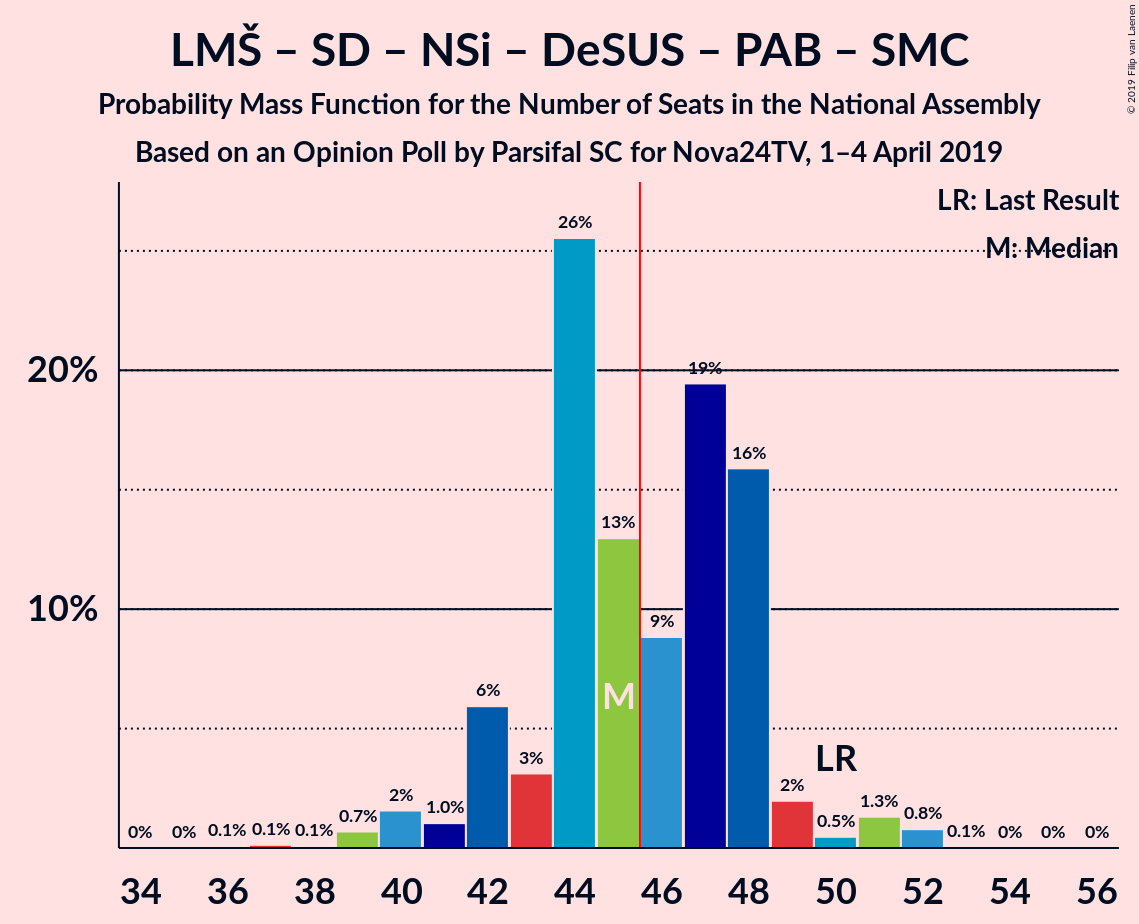 LMŠ – SD – NSi – DeSUS – PAB – SMC
Probability Mass Function for the Number of Seats in the National Assembly
Based on an Opinion Poll by Parsifal SC for Nova24TV, 1–4 April 2019
© 2019 Filip van Laenen
LR: Last Result
M: Median
20%
10%
0% 0% 0.1% 0.1% 0.1% 0.7% 2% 1.0% 6% 3% 26% 13% 9% 19% 16% 2% 0.5% 1.3% 0.8% 0.1% 0% 0% 0%
M
LR
34 36 38 40 42 44 46 48 50 52 54 56